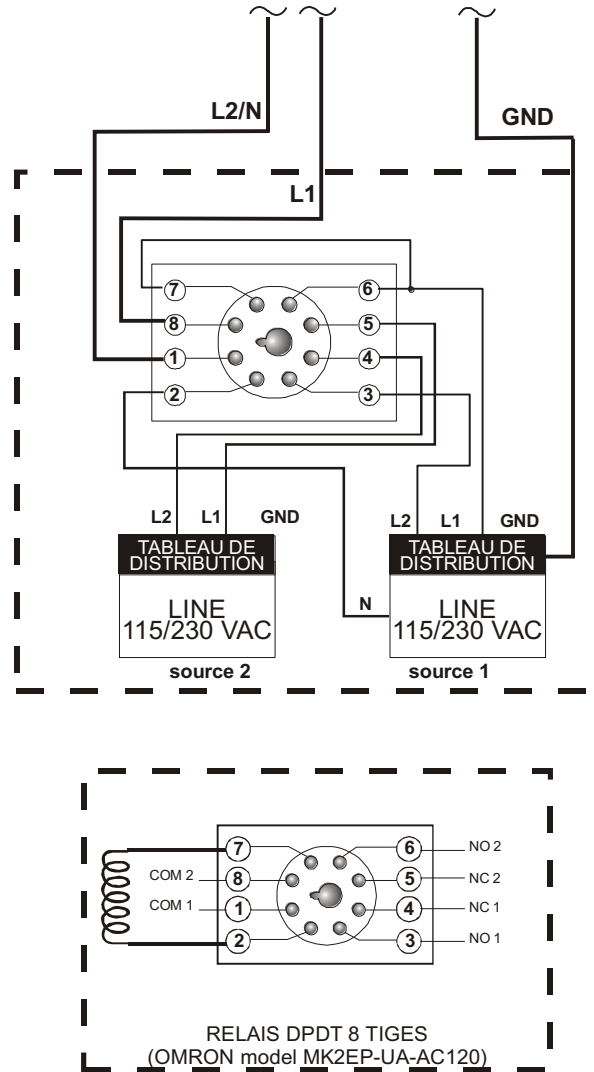 L2/N
GND
L1
7
6
8
5
1
4
2
3
L2 L1 GND
L2 L1 GND
TABLEAU DE
DISTRIBUTION
TABLEAU DE
DISTRIBUTION
N
LINE
115/230 VAC
LINE
115/230 VAC
source 2
source 1
7
6
NO 2
COM 2
8
5
NC 2
COM 1
1
4
NC 1
2
3
NO 1
RELAIS DPDT 8 TIGES
(OMRON model MK2EP-UA-AC120)